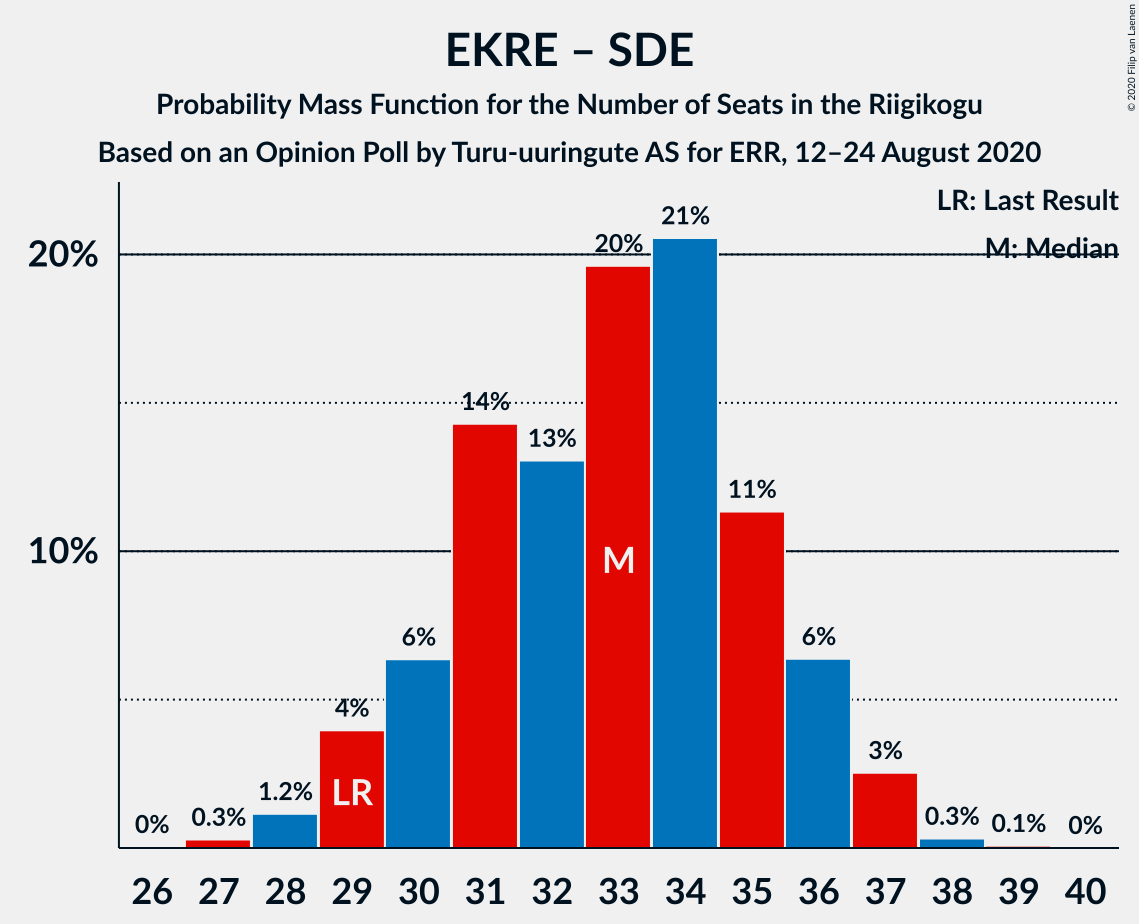 EKRE – SDE
Probability Mass Function for the Number of Seats in the Riigikogu
Based on an Opinion Poll by Turu-uuringute AS for ERR, 12–24 August 2020
© 2020 Filip van Laenen
LR: Last Result
M: Median
20%
10%
0% 0.3% 1.2% 4% 6% 14% 13% 20% 21% 11% 6% 3% 0.3% 0.1% 0%
LR
M
26 27 28 29 30 31 32 33 34 35 36 37 38 39 40